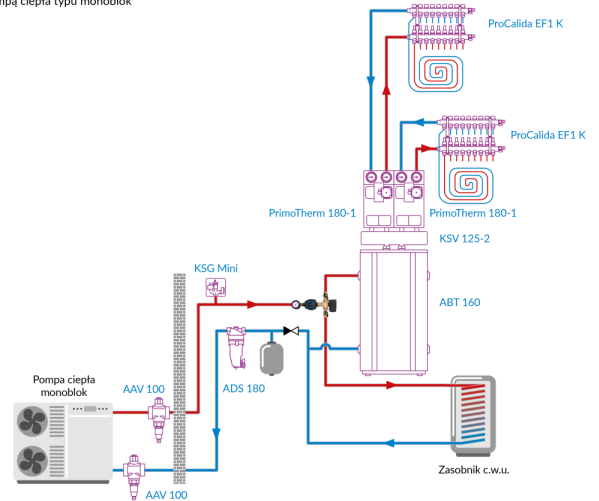 mpą ciepła typu monoblok
ProCalida EF1 K
ProCalida EF1 K
PrimoTherm 180-1
PrimoTherm 180-1
KSV 125-2
KSG Mini
ABT 160
Pompa ciepła
monoblok
AAV 100
ADS 180
Zasobnik c.w.u.
AAV 100